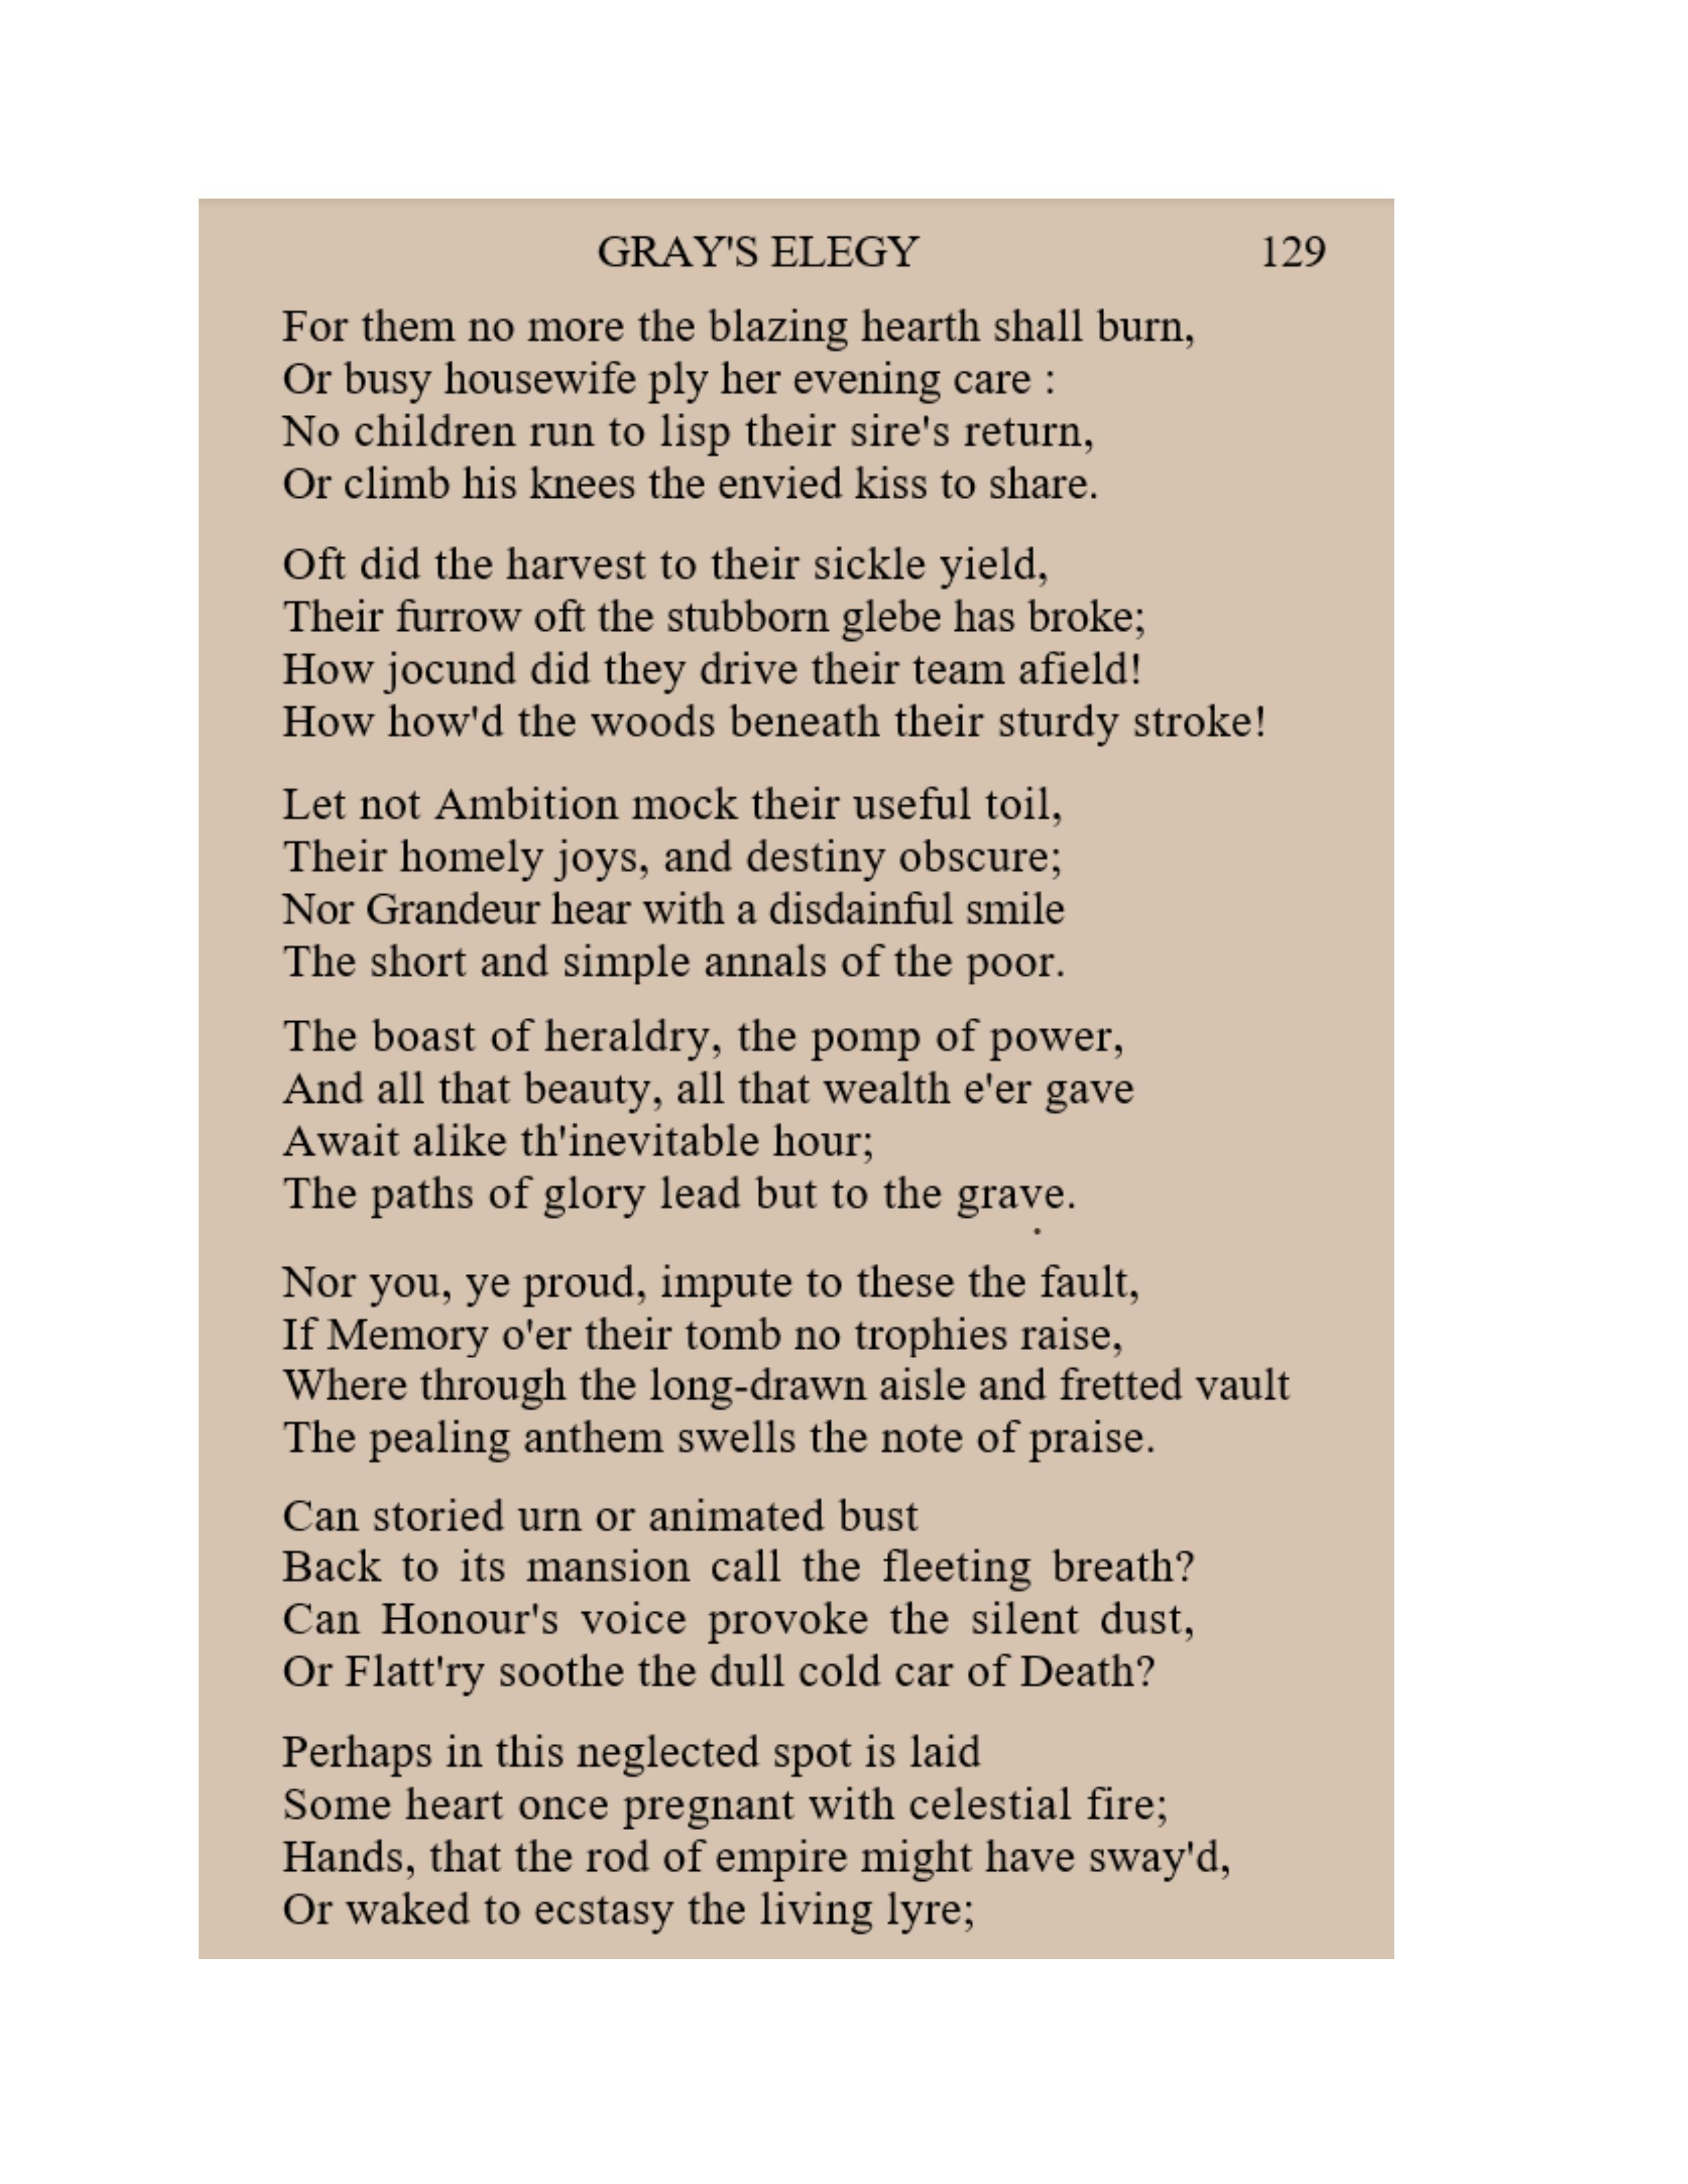 GRAY'S ELEGY 129
For them no more the blazing hearth shall burn,
Or busy housewife ply her evening care :
No children run to lisp their sire's return,
Or climb his knees the envied kiss to share.
Oft did the harvest to their sickle yield,
Their furrow oft the stubborn glebe has broke;
How jocund did they drive their team afield!
How how'd the woods beneath their sturdy stroke!
Let not Ambition mock their useful toil,
Their homely joys, and destiny obscure;
Nor Grandeur hear with a disdainful smile
The short and simple annals of the poor.
The boast of heraldry, the pomp of power,
And all that beauty, all that wealth e'er gave
Await alike th'inevitable hour;
The paths of glory lead but to the grave.
Nor you, ye proud, impute to these the fault,
If Memory o'er their tomb no trophies raise,
Where through the long-drawn aisle and fretted vault
The pealing anthem swells the note of praise.
Can storied urn or animated bust
Back to its mansion call the fleeting breath?
Can Honour's voice provoke the silent dust,
Or Flatt'ry soothe the dull cold car of Death?
Perhaps in this neglected spot is laid
Some heart once pregnant with celestial fire;
Hands, that the rod of empire might have sway'd,
Or waked to ecstasy the living lyre;